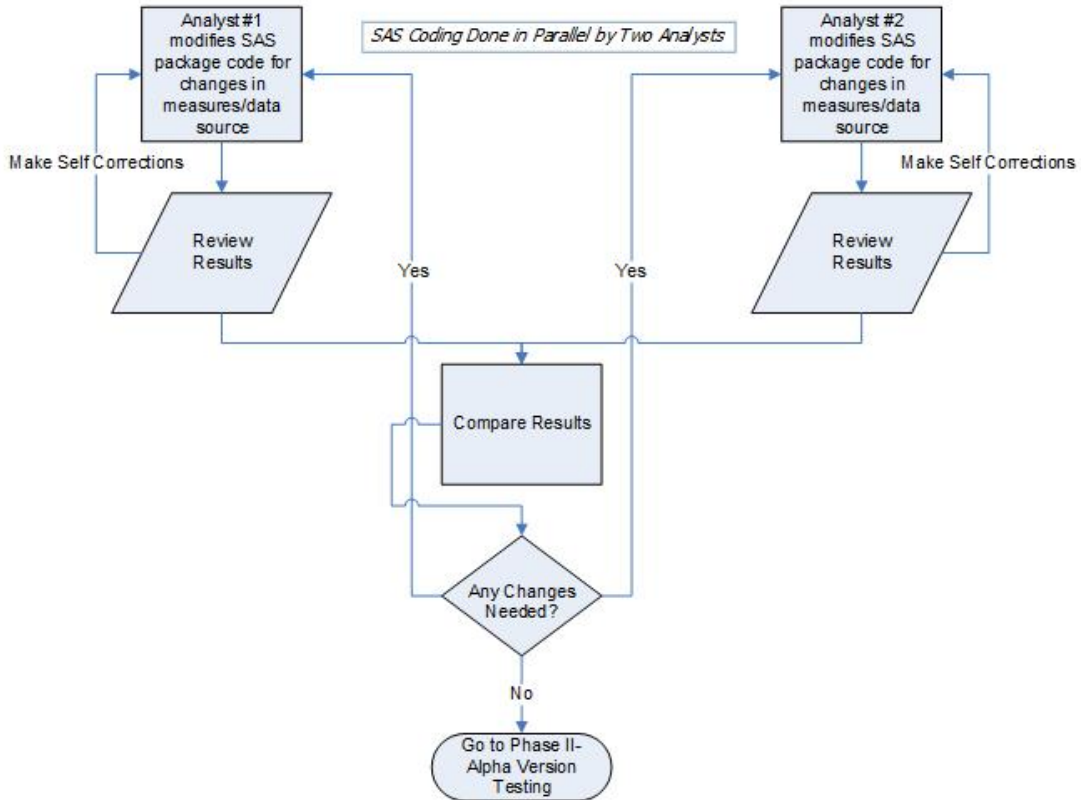 Analyst #1
modifies SAS
package code for
changes in
measures/data
source
SAS Coding Done in Parallel by Two Analysts
Analyst #2
modifies SAS
package code for
changes in
measures/data
source
Make Self Corrections
Make Self Corrections
Review
Results
Review
Results
Yes
Yes
Compare Results
Any Changes
Needed?
No
Go to Phase II-
Alpha Version
Testing